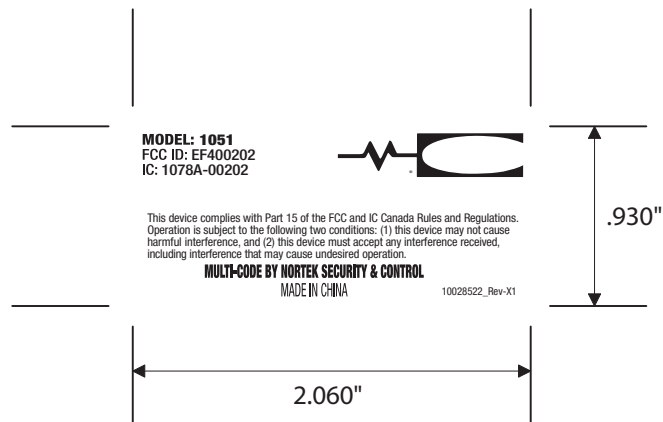 MODEL: 1051
FCC ID: EF400202
IC: 1078A-00202
This device complies with Part 15 of the FCC and IC Canada Rules and Regulations.
Operation is subject to the following two conditions: (1) this device may not cause
harmful interference, and (2) this device must accept any interference received,
including interference that may cause undesired operation.
MULTI-CODE BY NORTEK SECURITY & CONTROL
MADE IN CHINA
10028522_Rev-X1
.930"
2.060"